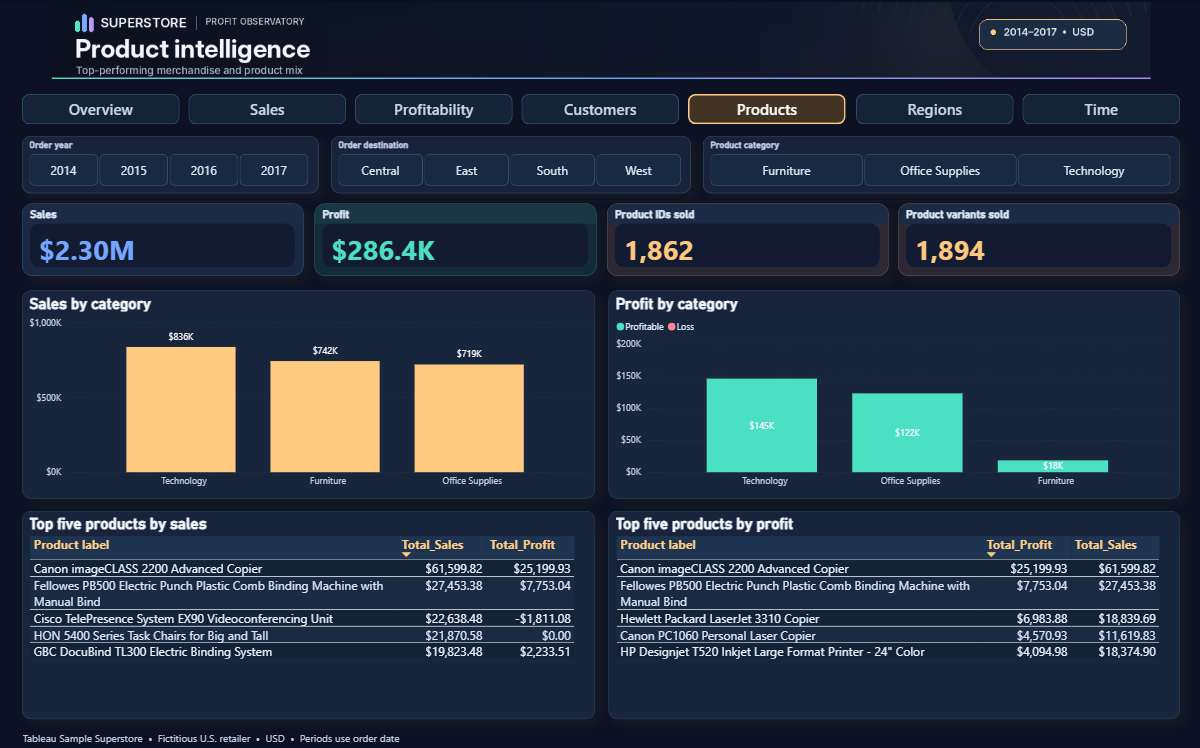 SUPERSTORE | PROFIT OBSERVATORY
Product intelligence
Top-performing merchandise and product mix
2014–2017 • USD
Overview Sales Profitability Customers Products Regions Time
Order year
2014 2015 2016 2017
Order destination
Central East South West
Product category
Furniture Office Supplies Technology
Sales
$2.30M
Profit
$286.4K
Product IDs sold
1,862
Product variants sold
1,894
Sales by category
$1,000K
$500K
$0K
$836K
$742K
$719K
Technology Furniture Office Supplies
Profit by category
Profitable Loss
$200K
$150K
$100K
$50K
$0K
$145K
$122K
$18K
Technology Office Supplies Furniture
Top five products by sales
Product label Total_Sales Total_Profit
Canon imageCLASS 2200 Advanced Copier $61,599.82 $25,199.93
Fellowes PB500 Electric Punch Plastic Comb Binding Machine with $27,453.38 $7,753.04
Manual Bind
Cisco TelePresence System EX90 Videoconferencing Unit $22,638.48 -$1,811.08
HON 5400 Series Task Chairs for Big and Tall $21,870.58 $0.00
GBC DocuBind TL300 Electric Binding System $19,823.48 $2,233.51
Top five products by profit
Product label Total_Profit Total_Sales
Canon imageCLASS 2200 Advanced Copier $25,199.93 $61,599.82
Fellowes PB500 Electric Punch Plastic Comb Binding Machine with $7,753.04 $27,453.38
Manual Bind
Hewlett Packard LaserJet 3310 Copier $6,983.88 $18,839.69
Canon PC1060 Personal Laser Copier $4,570.93 $11,619.83
HP Designjet T520 Inkjet Large Format Printer - 24" Color $4,094.98 $18,374.90
Tableau Sample Superstore • Fictitious U.S. retailer • USD • Periods use order date